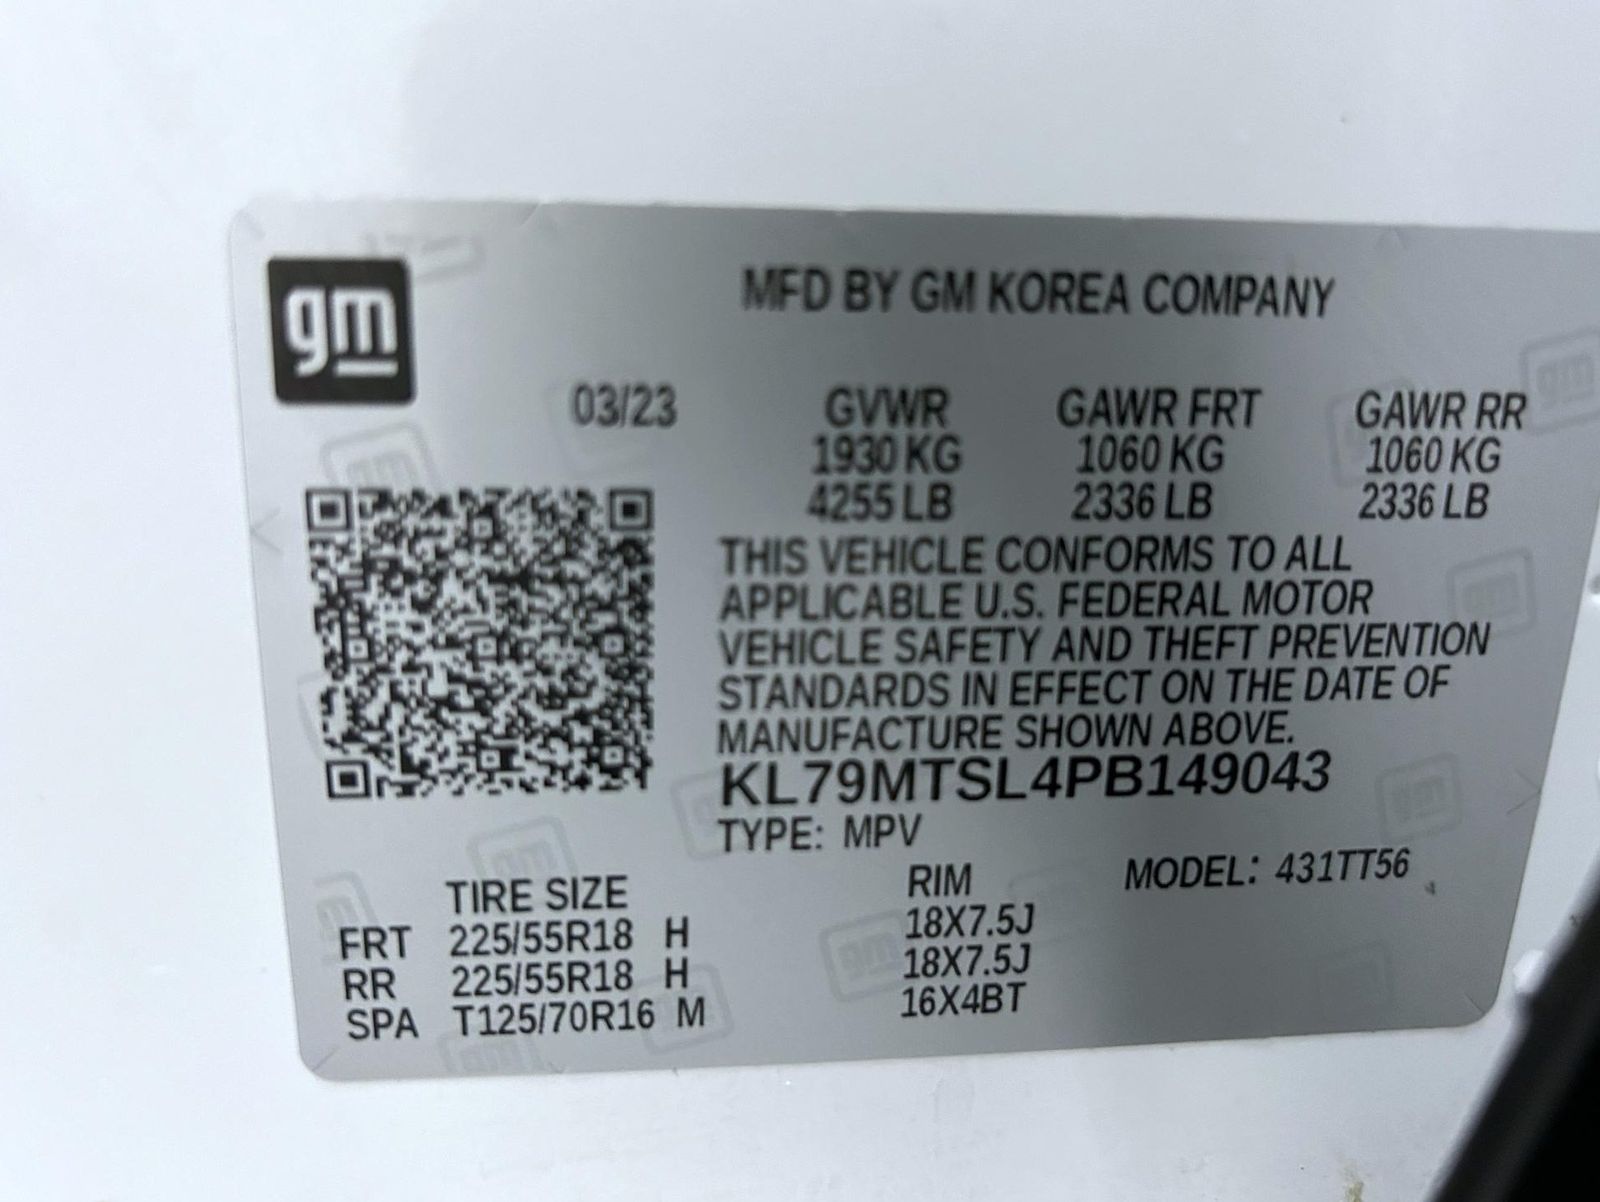 gm
MFD BY GM KOREA COMPANY
03/23 GVWR GAWR FRT GAWR RR
1930 KG 1060 KG 1060 KG
4255 LB 2336 LB 2336 LB
THIS VEHICLE CONFORMS TO ALL
APPLICABLE U.S. FEDERAL MOTOR
VEHICLE SAFETY AND THEFT PREVENTION
STANDARDS IN EFFECT ON THE DATE OF
MANUFACTURE SHOWN ABOVE.
KL79MTSL4PB149043
TYPE: MPV
MODEL: 431TT56
TIRE SIZE RIM
FRT 225/55R18 H 18X7.5J
RR 225/55R18 H 18X7.5J
SPA T125/70R16 M 16X4BT